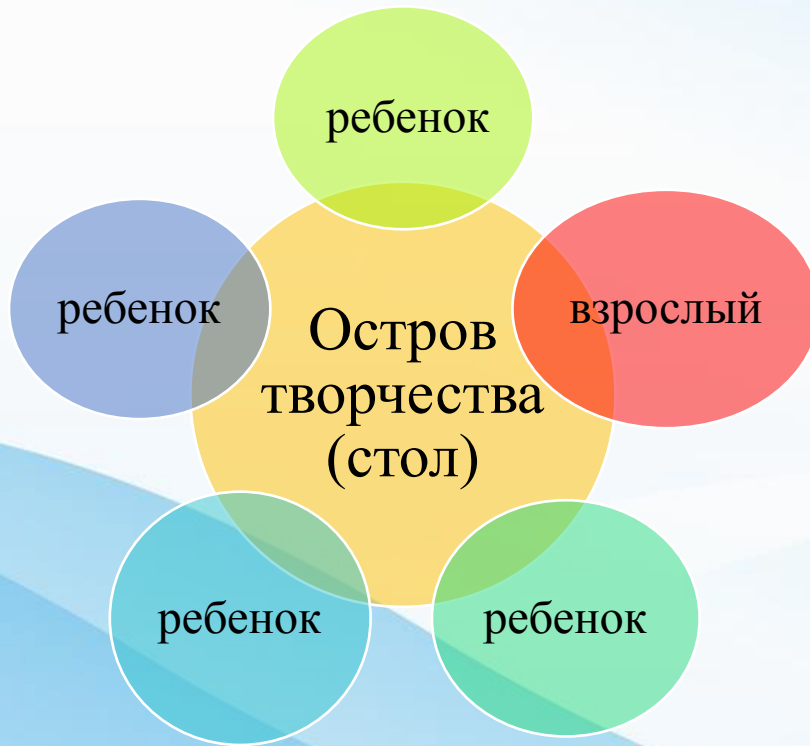 ребенок
ребенок
взрослый
Остров
творчества
(стол)
ребенок
ребенок